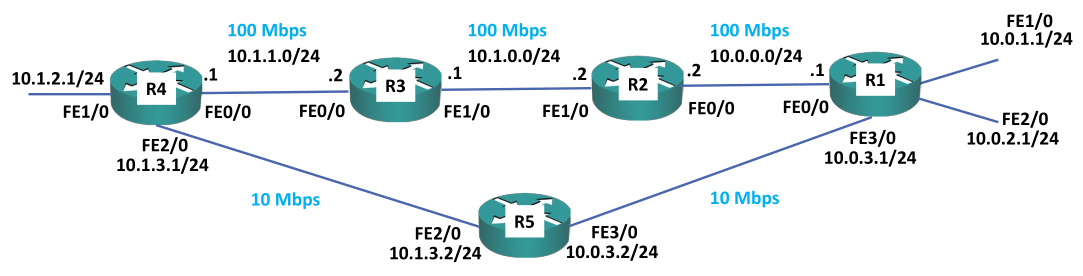 FE1/0
10.0.1.1/24
100 Mbps
100 Mbps
100 Mbps
10.1.1.0/24
10.1.0.0/24
10.0.0.0/24
10.1.2.1/24
R4
.1
.2
R3
.1
.2
R2
.2
.1
R1
FE1/0
FE0/0
FE0/0
FE1/0
FE1/0
FE0/0
FE0/0
FE2/0
10.0.2.1/24
FE2/0
10.1.3.1/24
FE3/0
10.0.3.1/24
10 Mbps
10 Mbps
R5
FE2/0
10.1.3.2/24
FE3/0
10.0.3.2/24